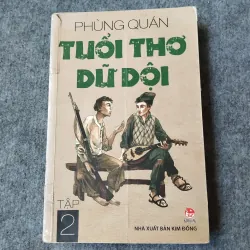 PHÙNG QUÁN
TUỔI THƠ
DỮ DỘI
TẬP
2
NHÀ XUẤT BẢN KIM ĐỒNG